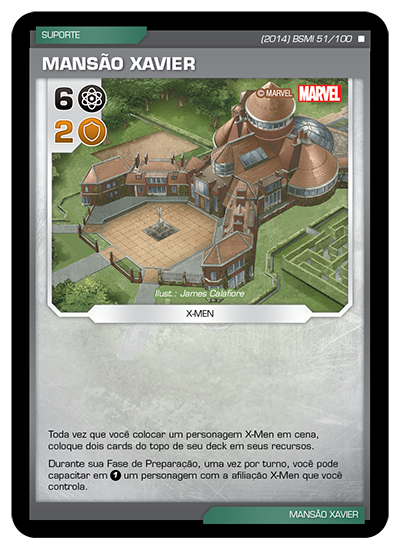 SUPORTE
(2014) BSMI 51/100
MANSÃO XAVIER
6
2
© MARVEL MARVEL
Ilust.: James Calafiore
X-MEN
Toda vez que você colocar um personagem X-Men em cena,
coloque dois cards do topo de seu deck em seus recursos.
Durante sua Fase de Preparação, uma vez por turno, você pode
capacitar em 1 um personagem com a afiliação X-Men que você
controla.
MANSÃO XAVIER